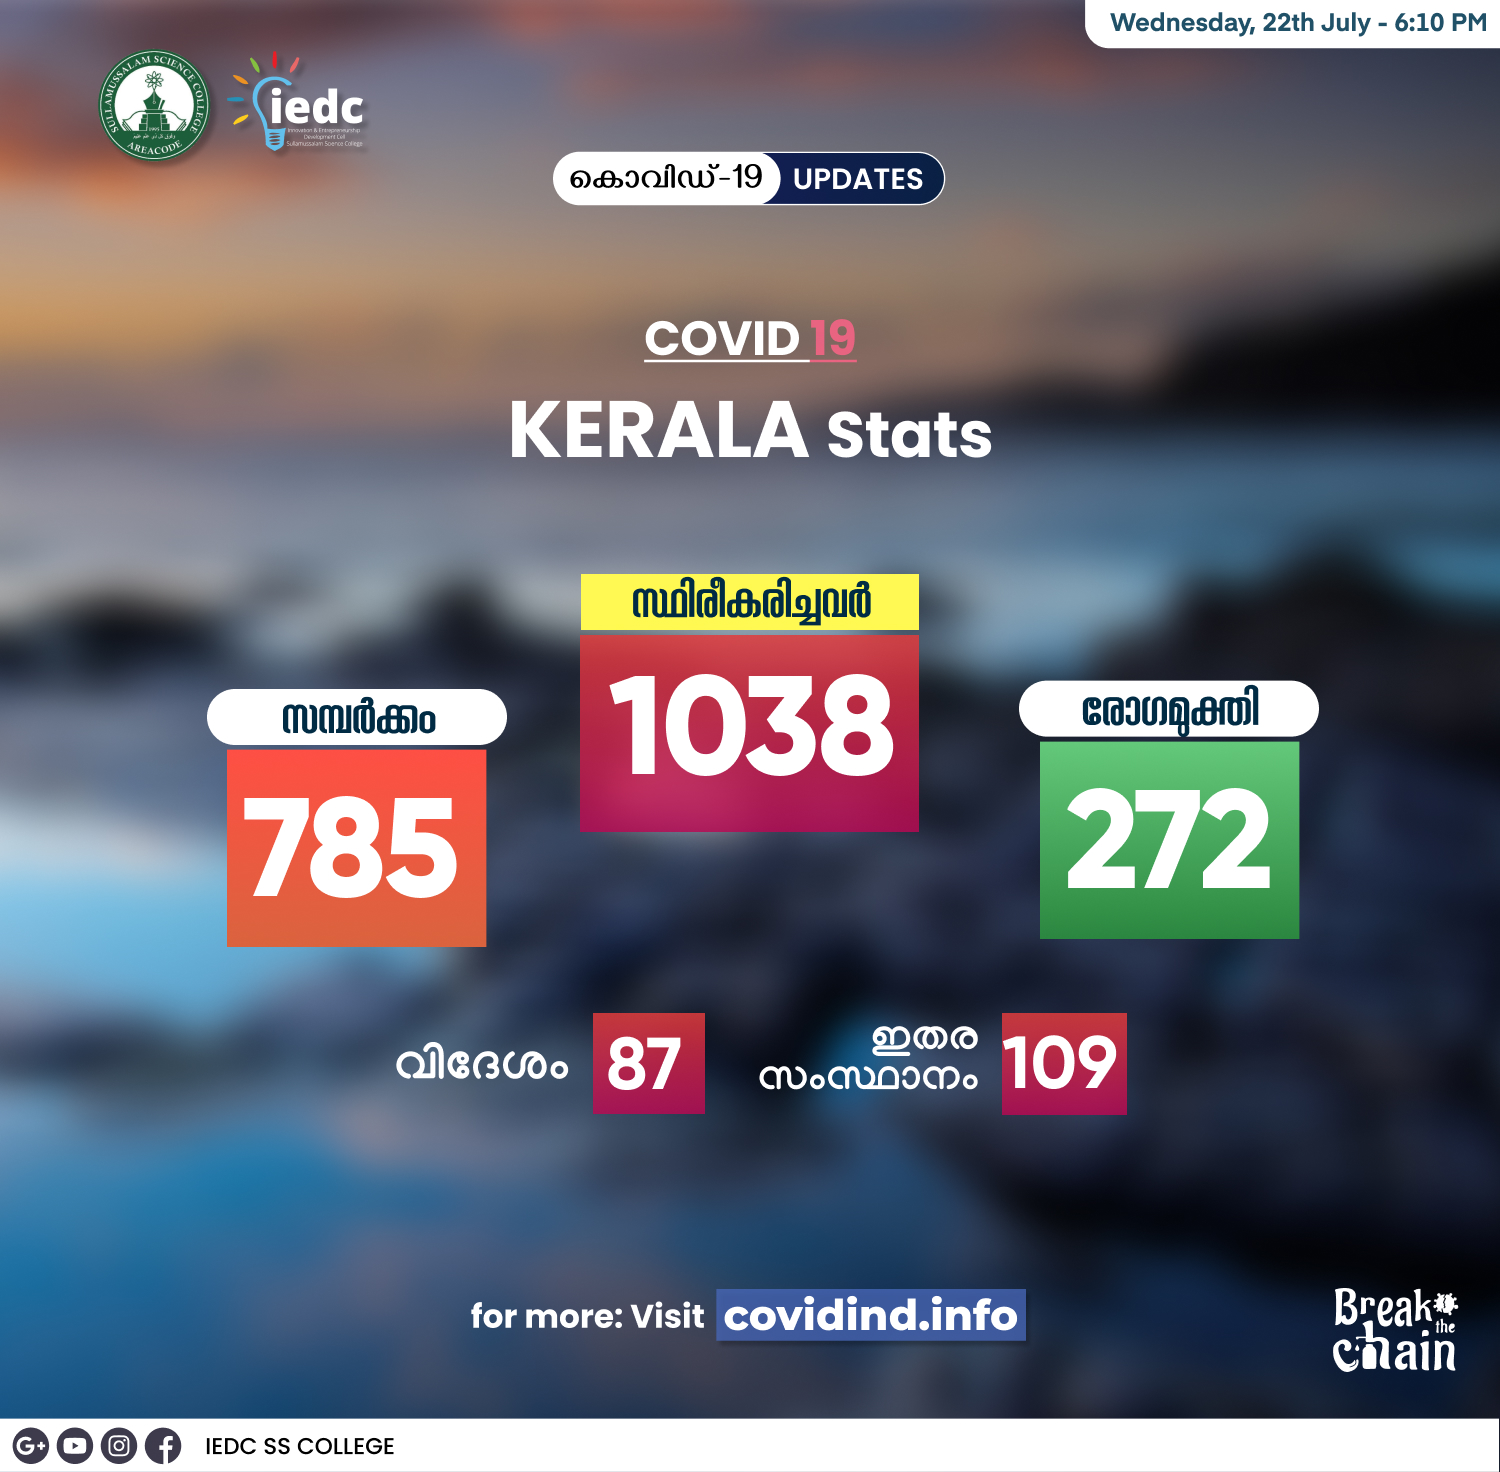 Wednesday, 22th July - 6:10 PM
SULLAMUSSALAM SCIENCE COLLEGE
1995
AREACODE
iedc
Innovation & Entrepreneurship
Development Cell
Sullamussalam Science College
കൊവിഡ്-19 UPDATES
COVID 19
KERALA Stats
സ്ഥിരീകരിച്ചവർ
1038
സമ്പർക്കം
785
രോഗമുക്തി
272
വിദേശം 87
ഇതര
സംസ്ഥാനം 109
for more: Visit covidind.info
Break
the
chain
G+ IEDC SS COLLEGE